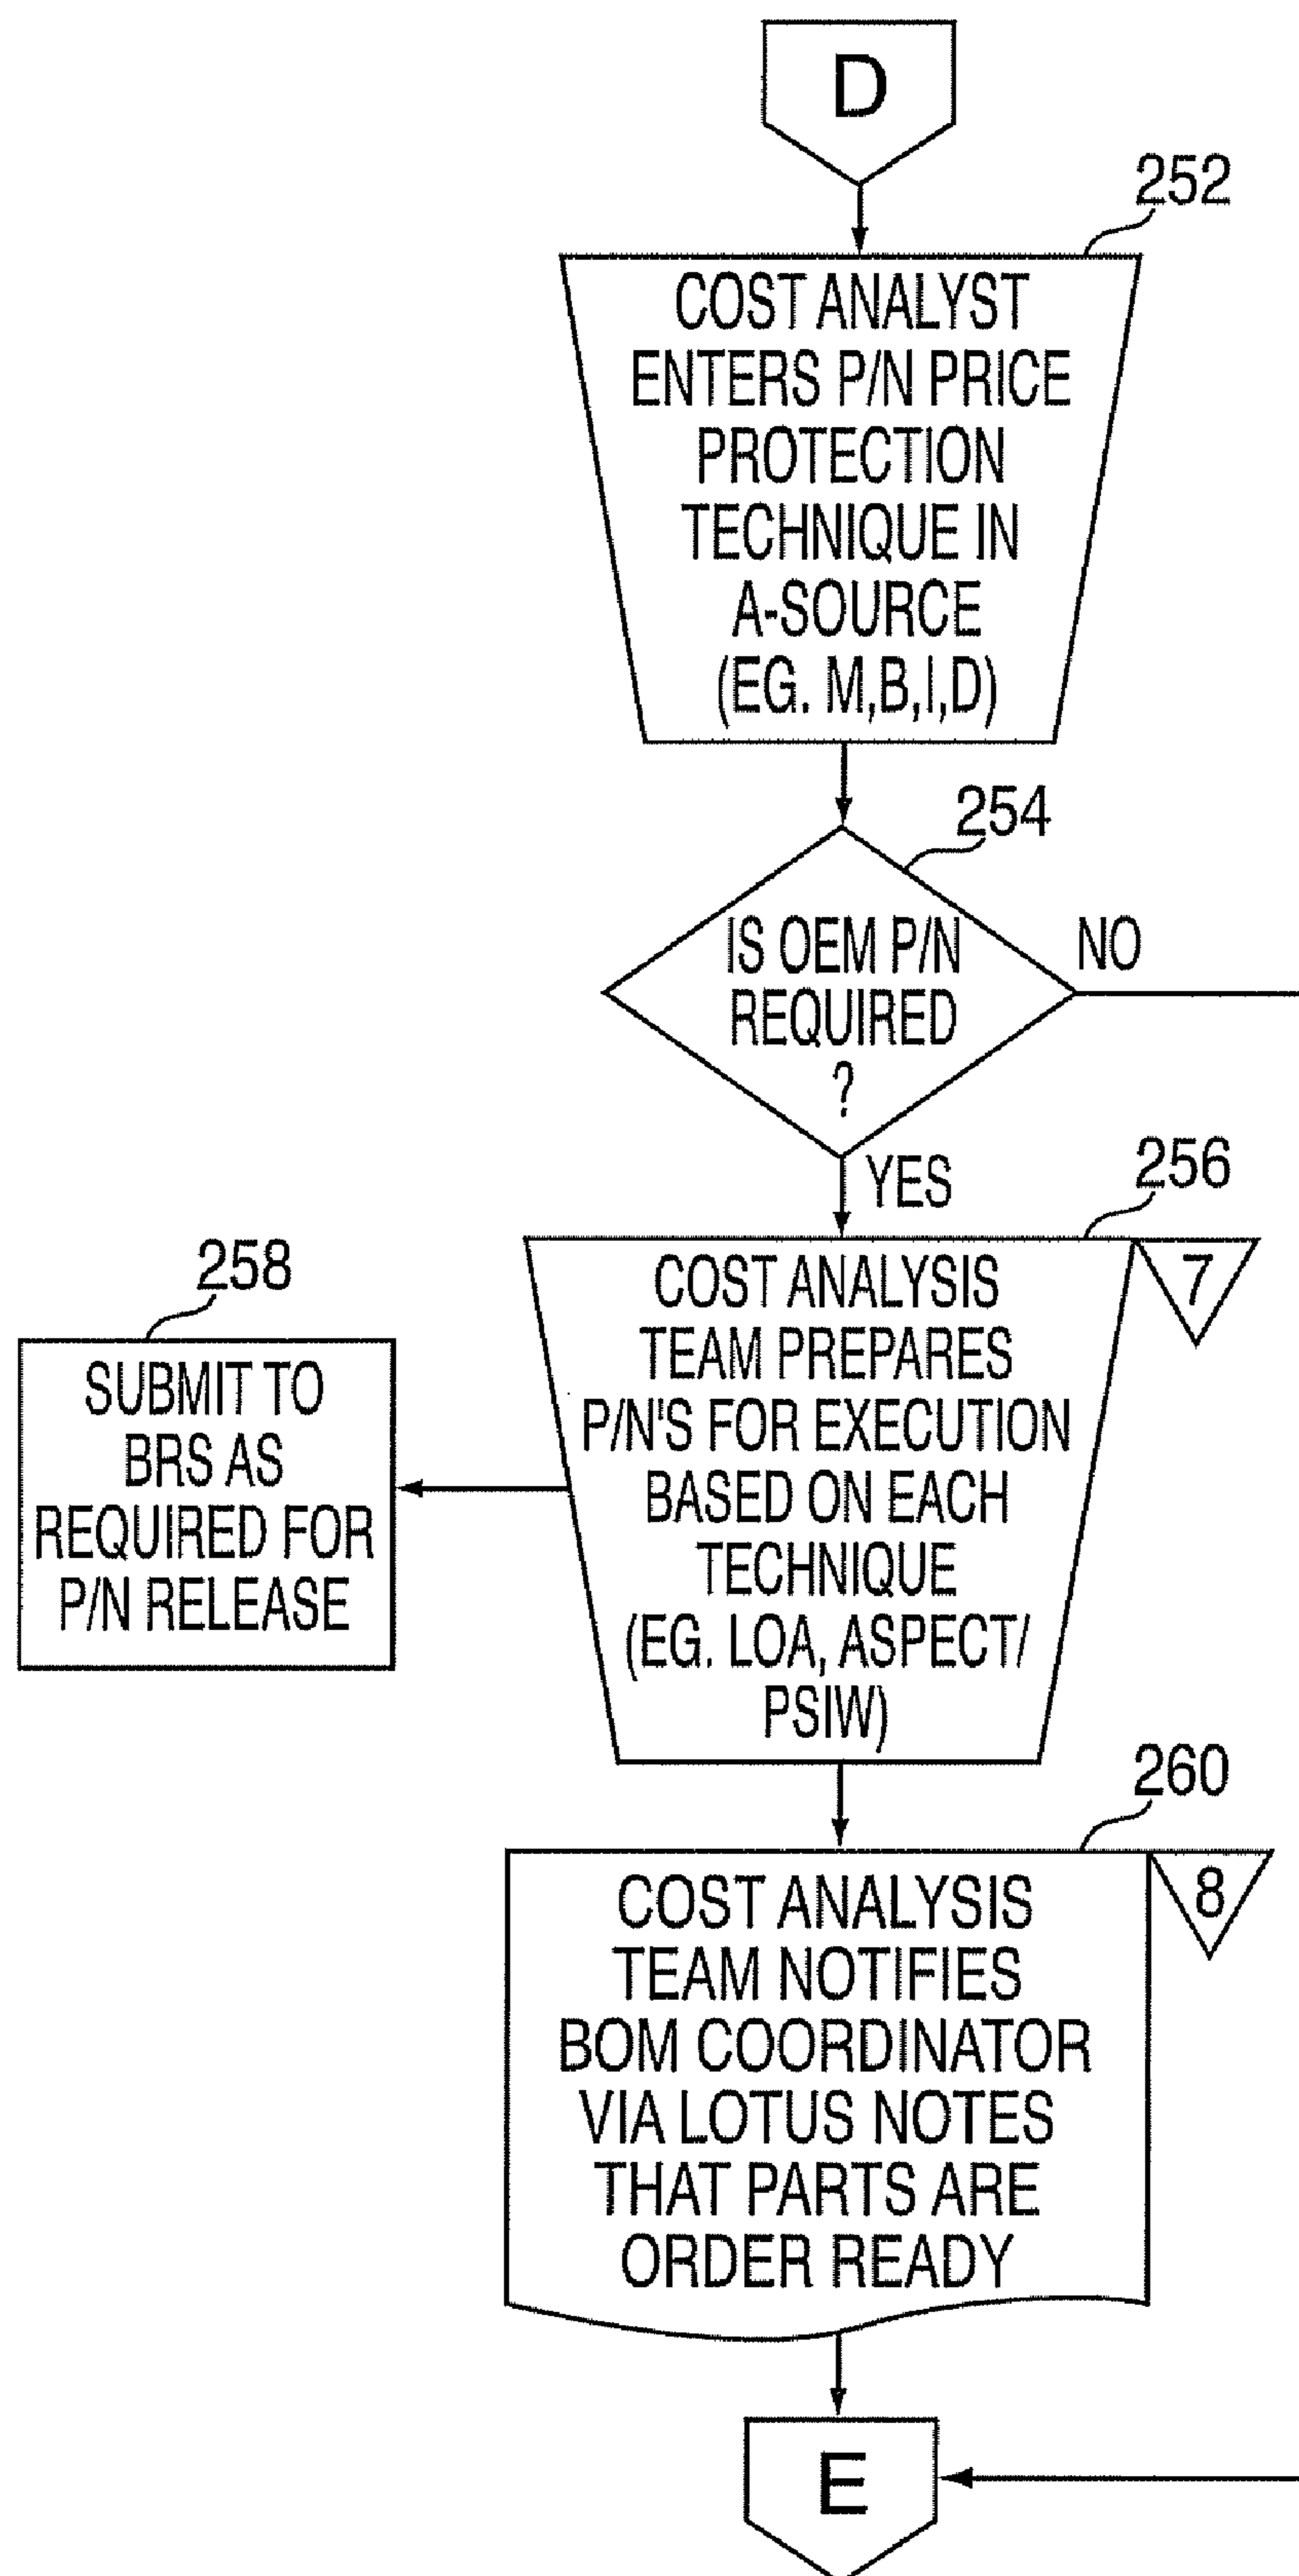 D
252
COST ANALYST
ENTERS P/N PRICE
PROTECTION
TECHNIQUE IN
A-SOURCE
(EG. M,B,I,D)
254
IS OEM P/N
REQUIRED
?
NO
YES
256
7
COST ANALYSIS
TEAM PREPARES
P/N'S FOR EXECUTION
BASED ON EACH
TECHNIQUE
(EG. LOA, ASPECT/
PSIW)
258
SUBMIT TO
BRS AS
REQUIRED FOR
P/N RELEASE
260
8
COST ANALYSIS
TEAM NOTIFIES
BOM COORDINATOR
VIA LOTUS NOTES
THAT PARTS ARE
ORDER READY
E